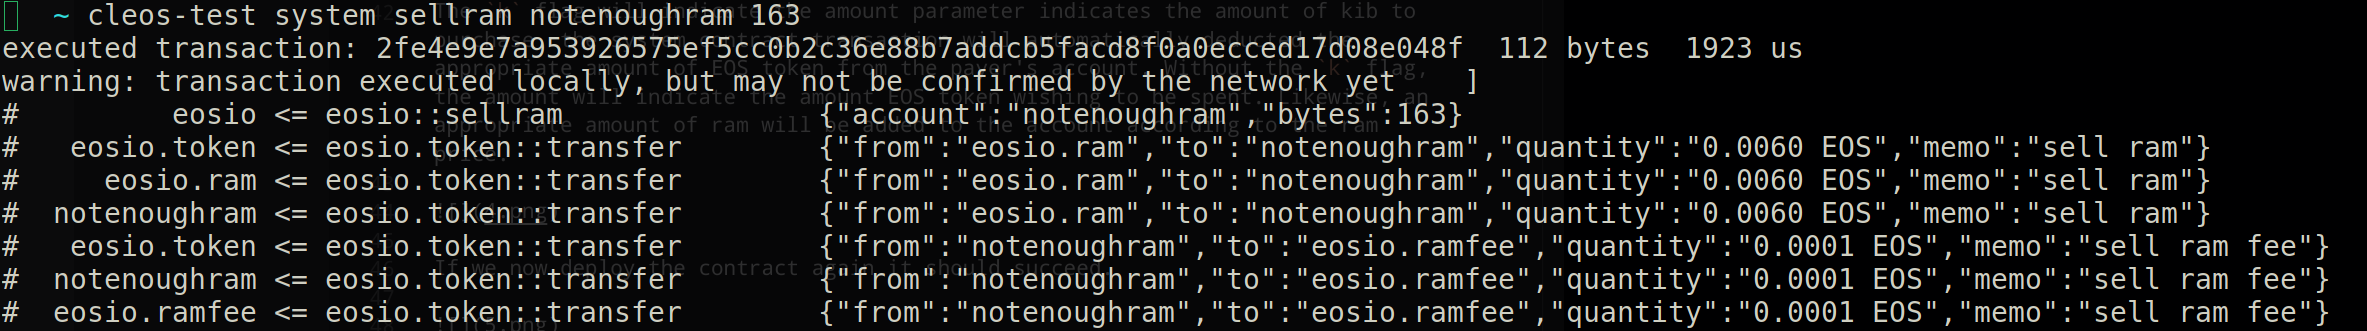 ~ cleos-test system sellram notenoughram 163
executed transaction: 2fe4e9e7a953926575ef5cc0b2c36e88b7addcb5facd8f0a0ecced17d08e048f  112 bytes  1923 us
warning: transaction executed locally, but may not be confirmed by the network yet    ]
#         eosio <= eosio::sellram               {"account":"notenoughram","bytes":163}
#   eosio.token <= eosio.token::transfer        {"from":"eosio.ram","to":"notenoughram","quantity":"0.0060 EOS","memo":"sell ram"}
#     eosio.ram <= eosio.token::transfer        {"from":"eosio.ram","to":"notenoughram","quantity":"0.0060 EOS","memo":"sell ram"}
#  notenoughram <= eosio.token::transfer        {"from":"eosio.ram","to":"notenoughram","quantity":"0.0060 EOS","memo":"sell ram"}
#   eosio.token <= eosio.token::transfer        {"from":"notenoughram","to":"eosio.ramfee","quantity":"0.0001 EOS","memo":"sell ram fee"}
#  notenoughram <= eosio.token::transfer        {"from":"notenoughram","to":"eosio.ramfee","quantity":"0.0001 EOS","memo":"sell ram fee"}
#  eosio.ramfee <= eosio.token::transfer        {"from":"notenoughram","to":"eosio.ramfee","quantity":"0.0001 EOS","memo":"sell ram fee"}